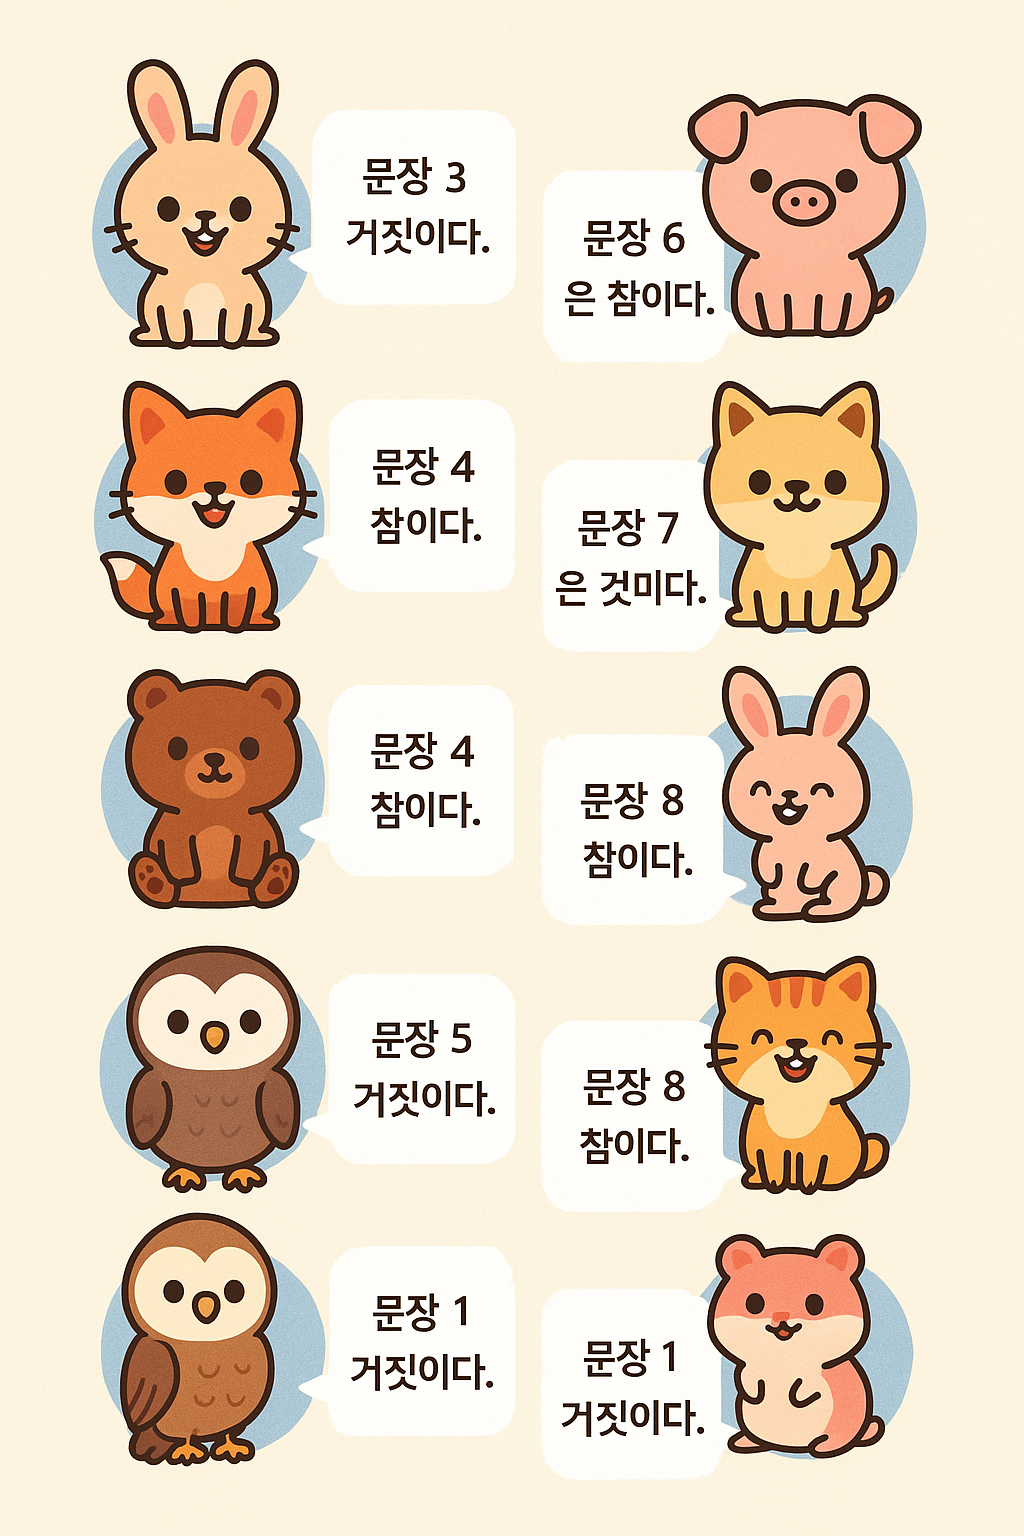 문장 3
거짓이다.
문장 6
은 참이다.
문장 4
참이다.
문장 7
은 것미다.
문장 4
참이다.
문장 8
참이다.
문장 5
거짓이다.
문장 8
참이다.
문장 1
거짓이다.
문장 1
거짓이다.